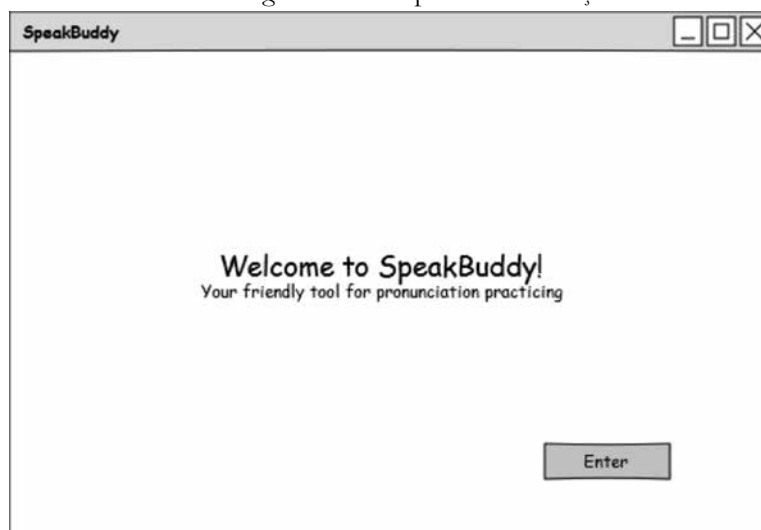 SpeakBuddy
Welcome to SpeakBuddy!
Your friendly tool for pronunciation practicing
Enter